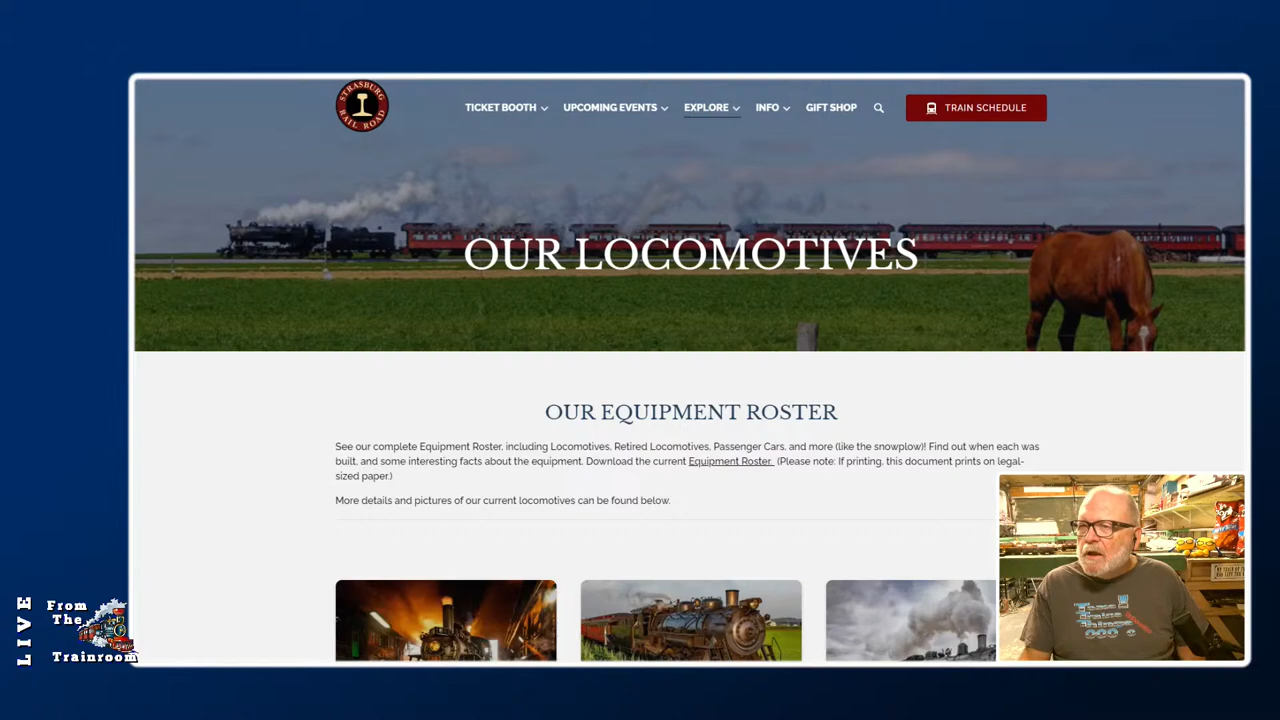 STRASBURG
RAIL ROAD
TICKET BOOTH
UPCOMING EVENTS
EXPLORE
INFO
GIFT SHOP
TRAIN SCHEDULE
OUR LOCOMOTIVES
OUR EQUIPMENT ROSTER
See our complete Equipment Roster, including Locomotives, Retired Locomotives, Passenger Cars, and more (like the snowplow)! Find out when each was
built, and some interesting facts about the equipment. Download the current Equipment Roster. (Please note: If printing, this document prints on legal-
sized paper.)
More details and pictures of our current locomotives can be found below.
LIVE
From
The
Trainroom